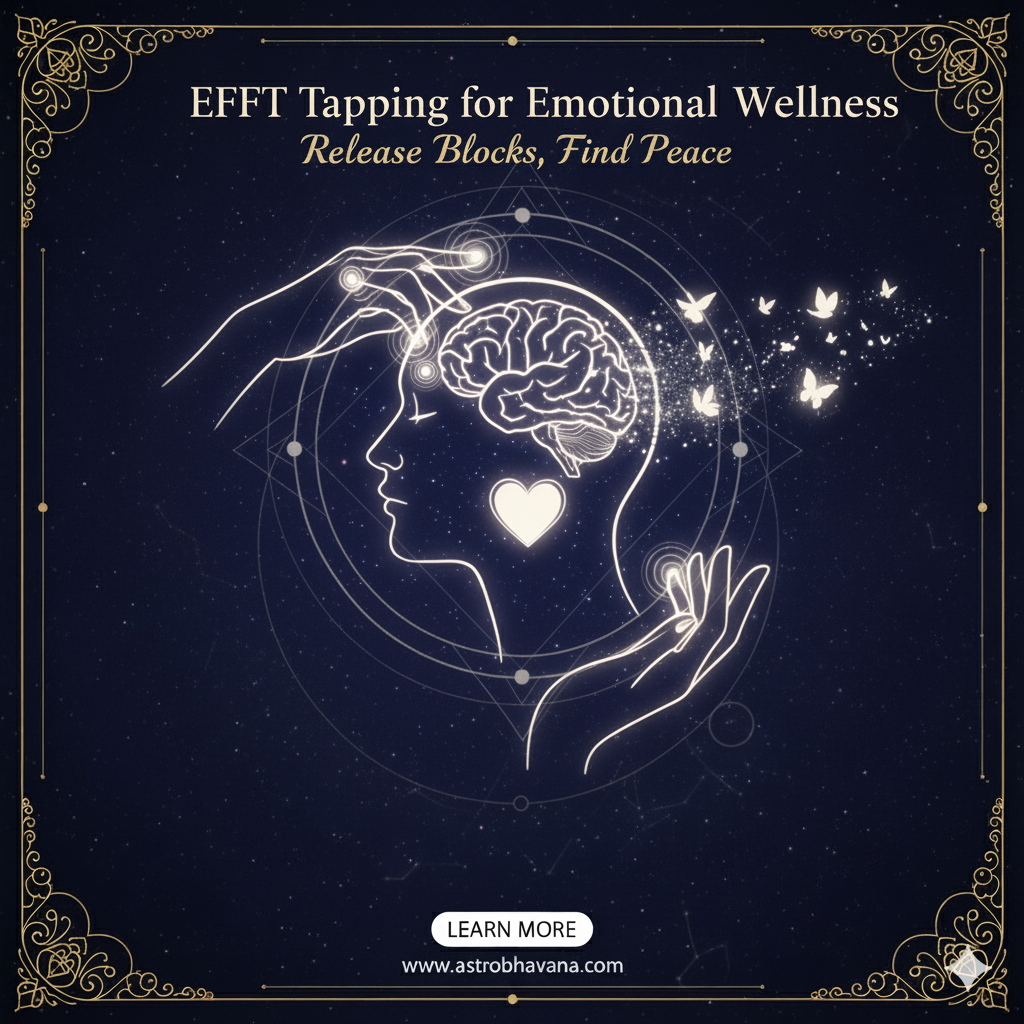 EFFT Tapping for Emotional Wellness
Release Blocks, Find Peace
LEARN MORE
www.astrobhavana.com